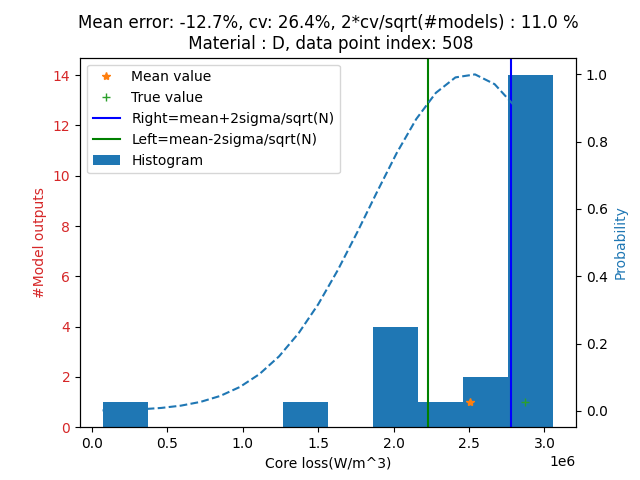 Mean error: -12.7%, cv: 26.4%, 2*cv/sqrt(#models) : 11.0 %
Material : D, data point index: 508
Mean value
True value
Right=mean+2sigma/sqrt(N)
Left=mean-2sigma/sqrt(N)
Histogram
#Model outputs
14
12
10
8
6
4
2
0
1.0
0.8
0.6
0.4
0.2
0.0
Probability
0.0 0.5 1.0 1.5 2.0 2.5 3.0
1e6
Core loss(W/m^3)